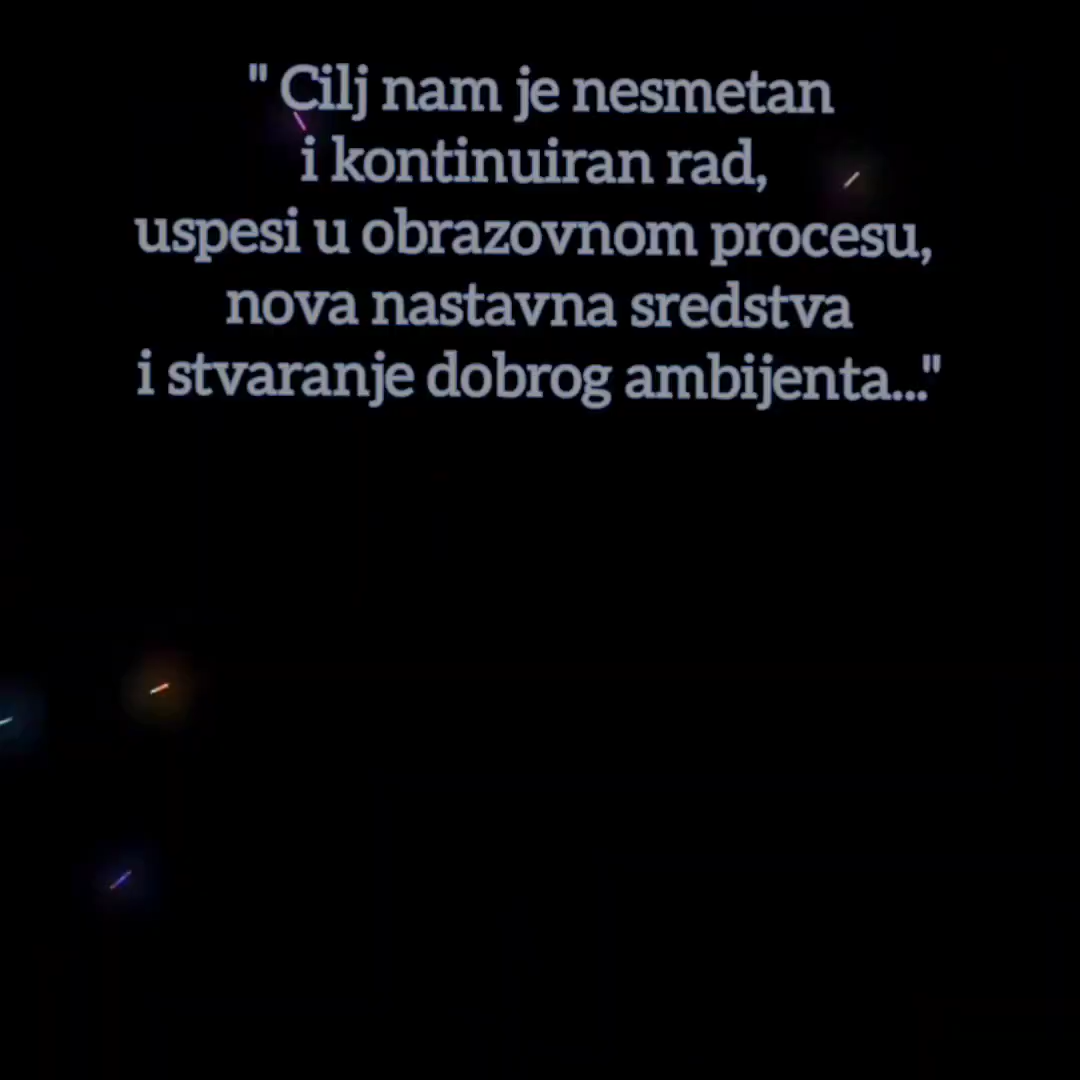 " Cilj nam je nesmetan
i kontinuiran rad,
uspesi u obrazovnom procesu,
nova nastavna sredstva
i stvaranje dobrog ambijenta..."